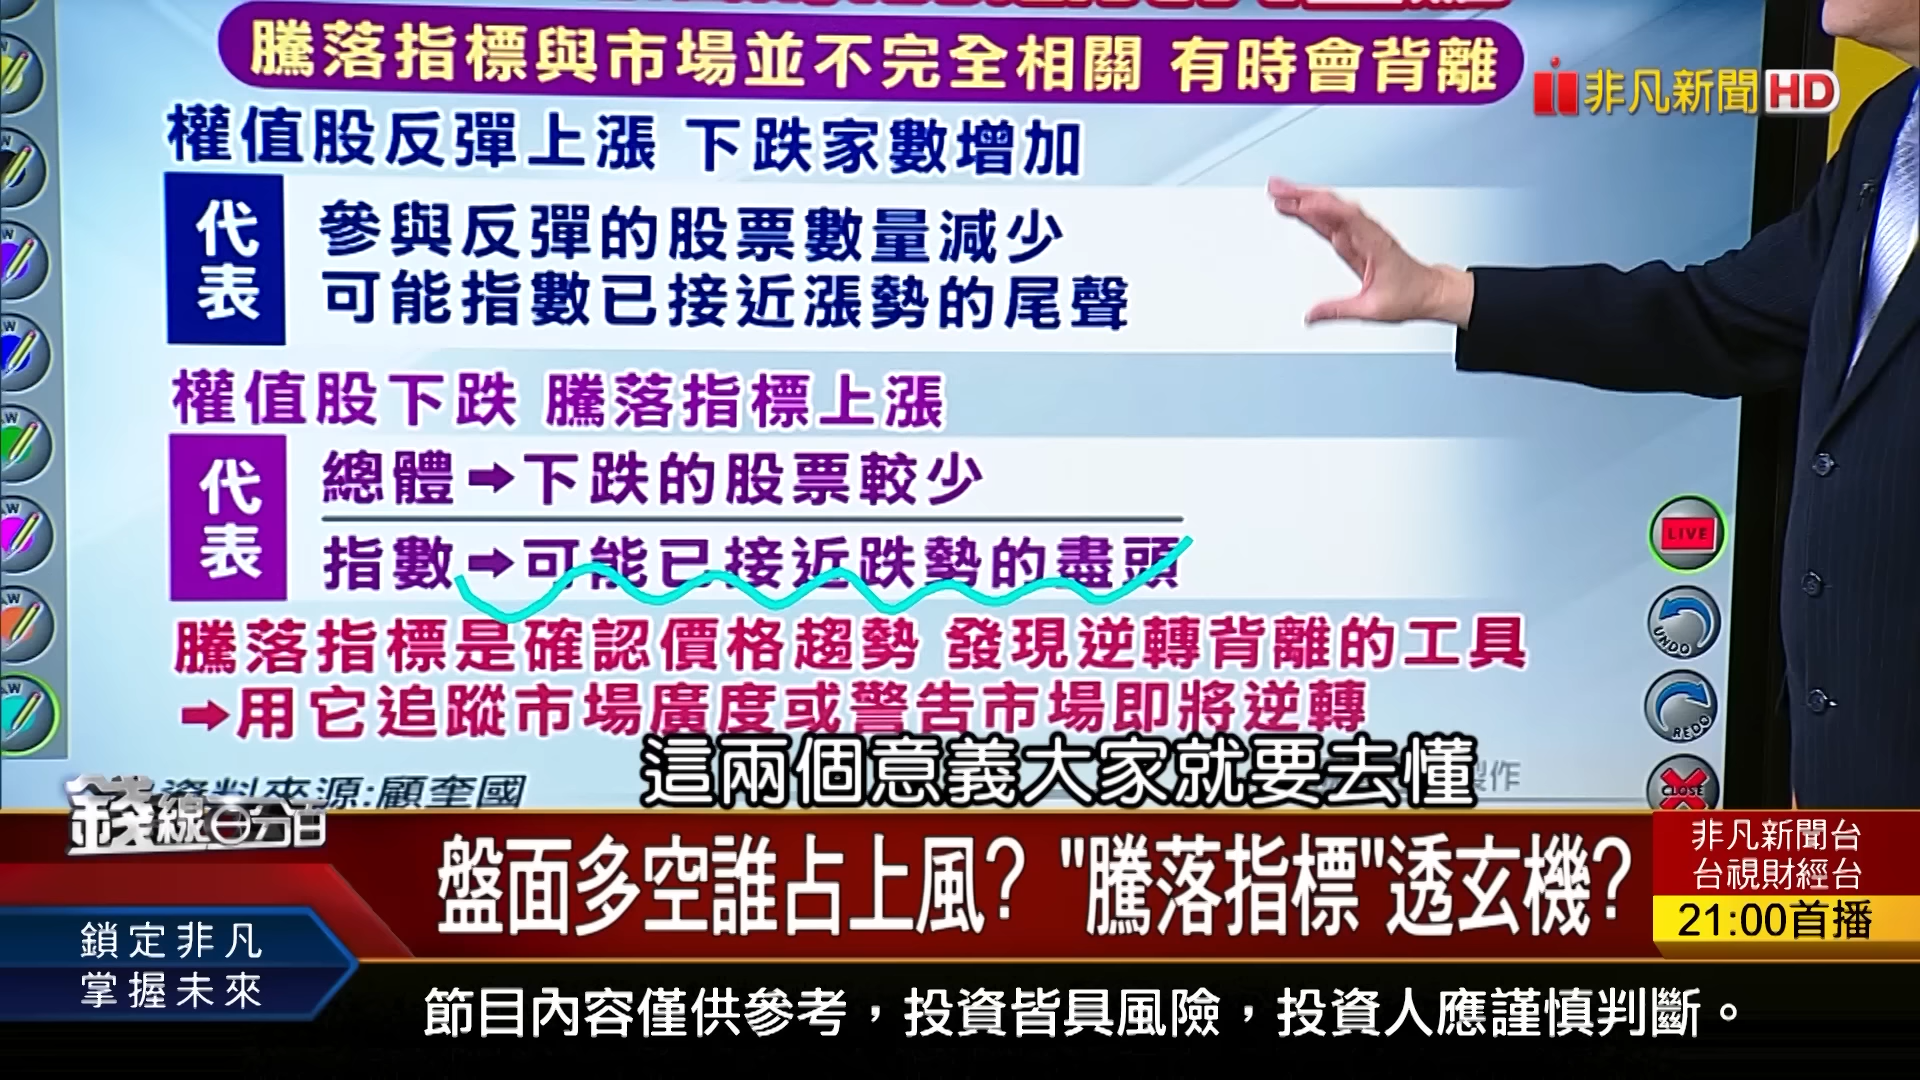 騰落指標與市場並不完全相關 有時會背離
非凡新聞HD
權值股反彈上漲 下跌家數增加
代表
參與反彈的股票數量減少
可能指數已接近漲勢的尾聲
權值股下跌 騰落指標上漲
代表
總體➡下跌的股票較少
指數➡可能已接近跌勢的盡頭
騰落指標是確認價格趨勢 發現逆轉背離的工具
➡用它追蹤市場廣度或警告市場即將逆轉
資料來源:顧奎國
製作
LIVE
UNDO
REDO
CLOSE
這兩個意義大家就要去懂
錢線百分百
盤面多空誰占上風? "騰落指標"透玄機?
非凡新聞台
台視財經台
21:00首播
鎖定非凡
掌握未來
節目內容僅供參考，投資皆具風險，投資人應謹慎判斷。